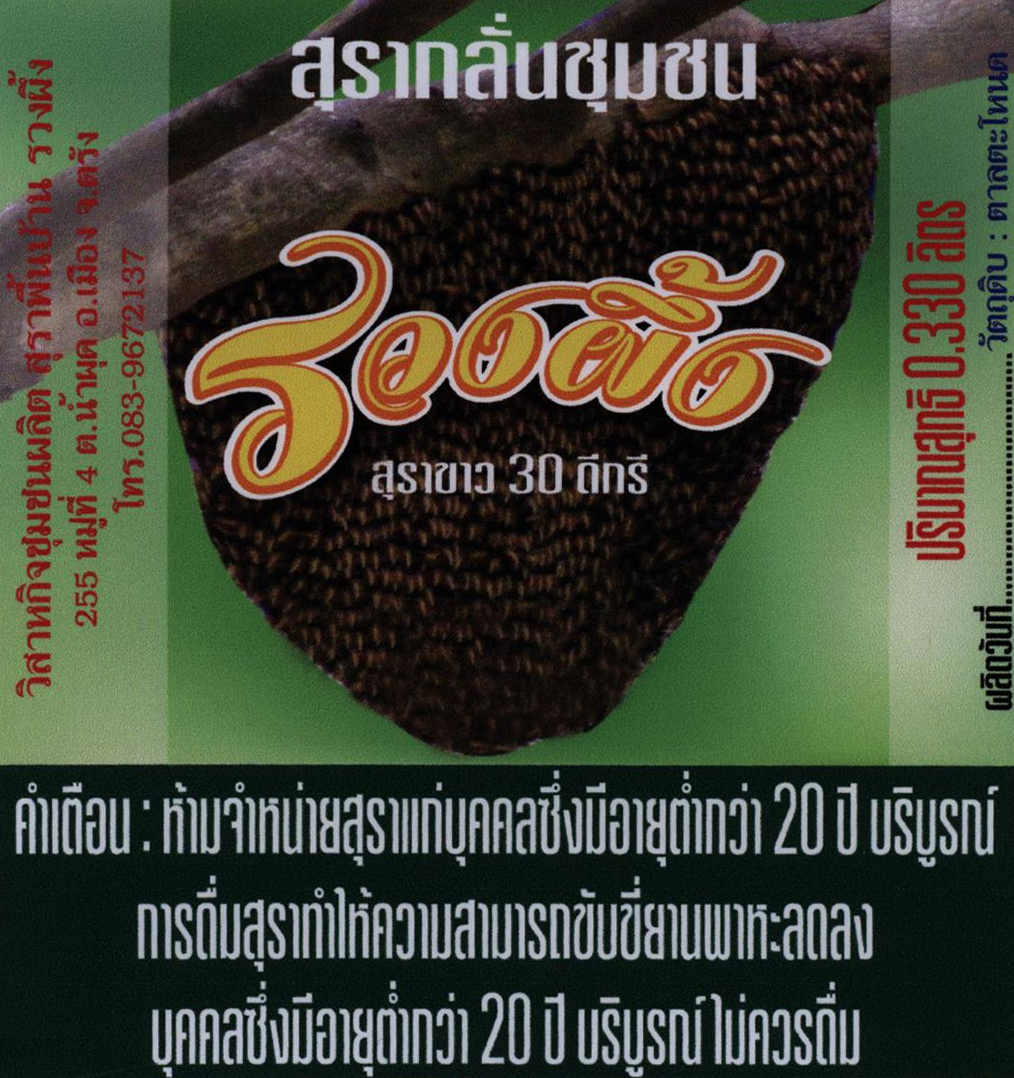 สุรากลั่นชุมชน
รวงผึ้ง
สุราขาว 30 ดีกรี
วิสาหกิจชุมชนผลิต สุราพื้นบ้าน รวงผึ้ง
255 หมู่ที่ 4 ต.น้ำผุด อ.เมือง จ.ตรัง
โทร.083-9672137
ปริมาณสุทธิ 0.330 ลิตร
ผลิตวันที่.............................. วัตถุดิบ : ตาลตะโหนด
คำเตือน : ห้ามจำหน่ายสุราแก่บุคคลซึ่งมีอายุต่ำกว่า 20 ปี บริบูรณ์
การดื่มสุราทำให้ความสามารถขับขี่ยานพาหะลดลง
บุคคลซึ่งมีอายุต่ำกว่า 20 ปี บริบูรณ์ ไม่ควรดื่ม